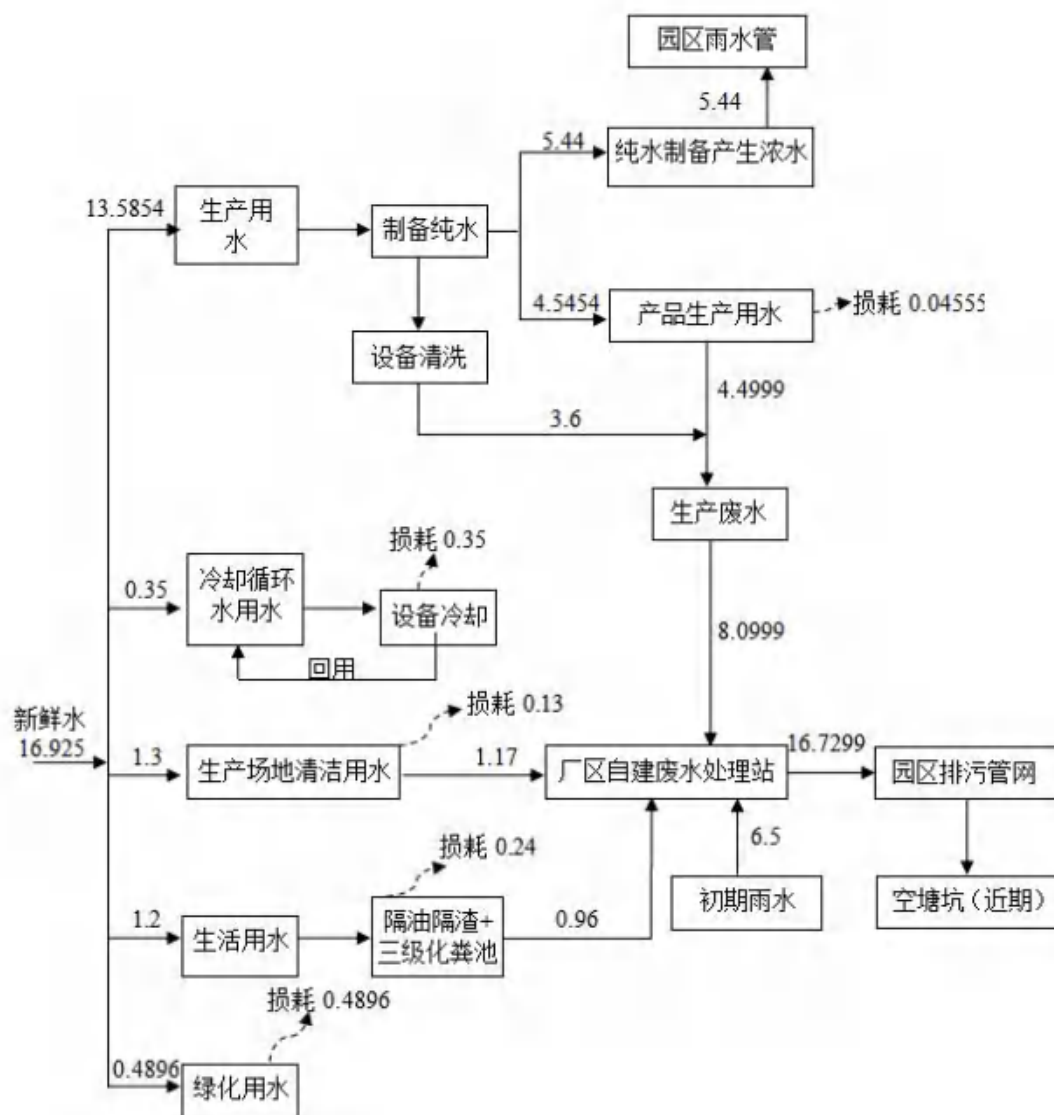 园区雨水管
5.44
5.44
纯水制备产生浓水
13.5854
生产用
水
制备纯水
4.5454
产品生产用水
损耗 0.04555
设备清洗
4.4999
3.6
生产废水
损耗 0.35
0.35
冷却循环
水用水
设备冷却
8.0999
回用
新鲜水
16.925
损耗 0.13
1.3
生产场地清洁用水
1.17
厂区自建废水处理站
16.7299
园区排污管网
6.5
损耗 0.24
初期雨水
空塘坑（近期）
1.2
生活用水
隔油隔渣+
三级化粪池
0.96
损耗 0.4896
0.4896
绿化用水